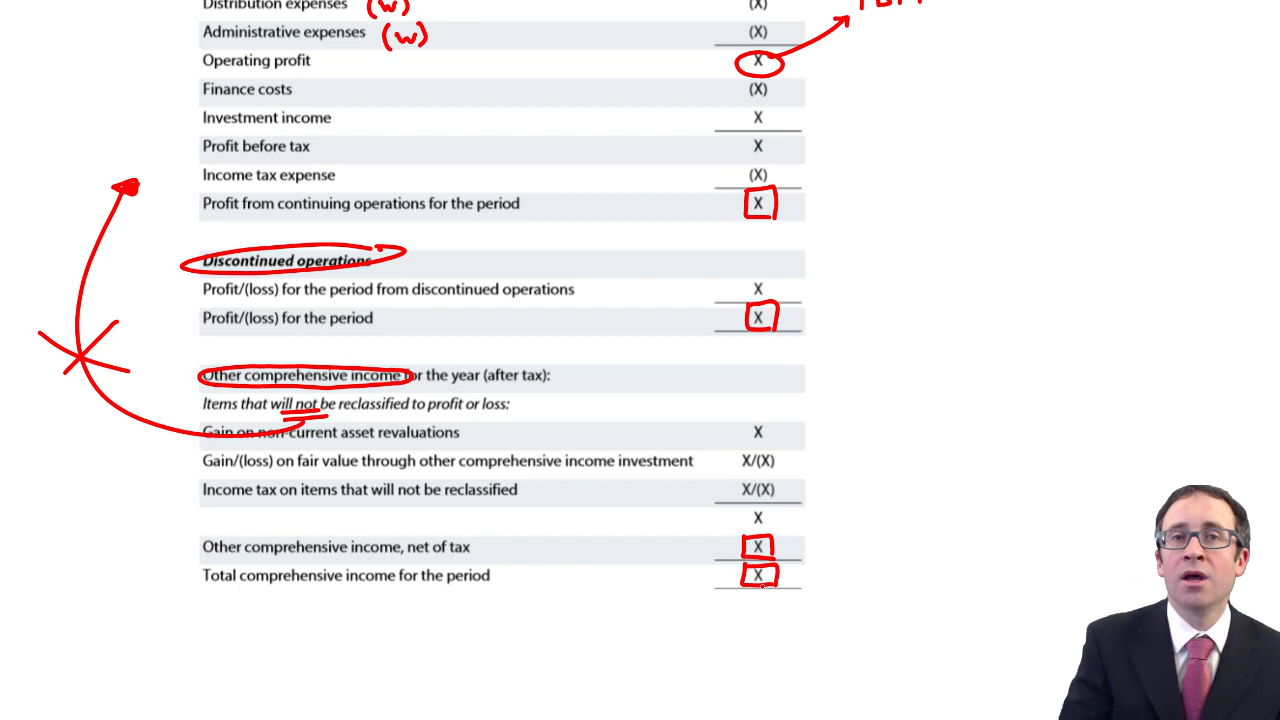 Distribution expenses (W) (X)
Administrative expenses (W) (X)
Operating profit X
Finance costs (X)
Investment income X
Profit before tax X
Income tax expense (X)
Profit from continuing operations for the period X
Discontinued operations
Profit/(loss) for the period from discontinued operations X
Profit/(loss) for the period X
Other comprehensive income for the year (after tax):
Items that will not be reclassified to profit or loss:
Gain on non-current asset revaluations X
Gain/(loss) on fair value through other comprehensive income investment X/(X)
Income tax on items that will not be reclassified X/(X)
X
Other comprehensive income, net of tax X
Total comprehensive income for the period X